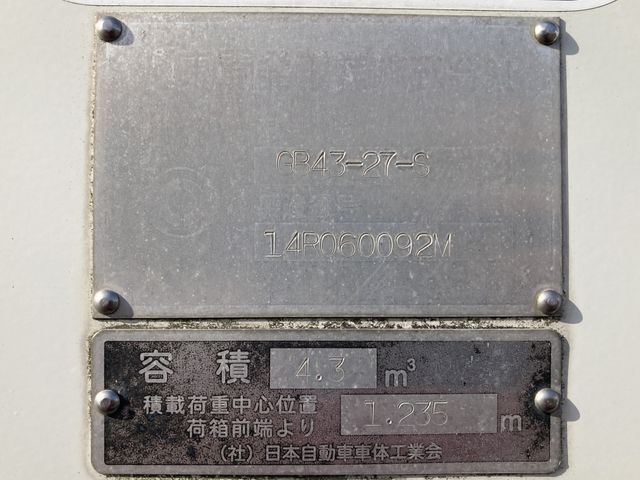 GB43-27-S
14R060092M
容 積 4.3 m³
積載荷重中心位置
荷箱前端より 1.235 m
(社) 日本自動車車体工業会